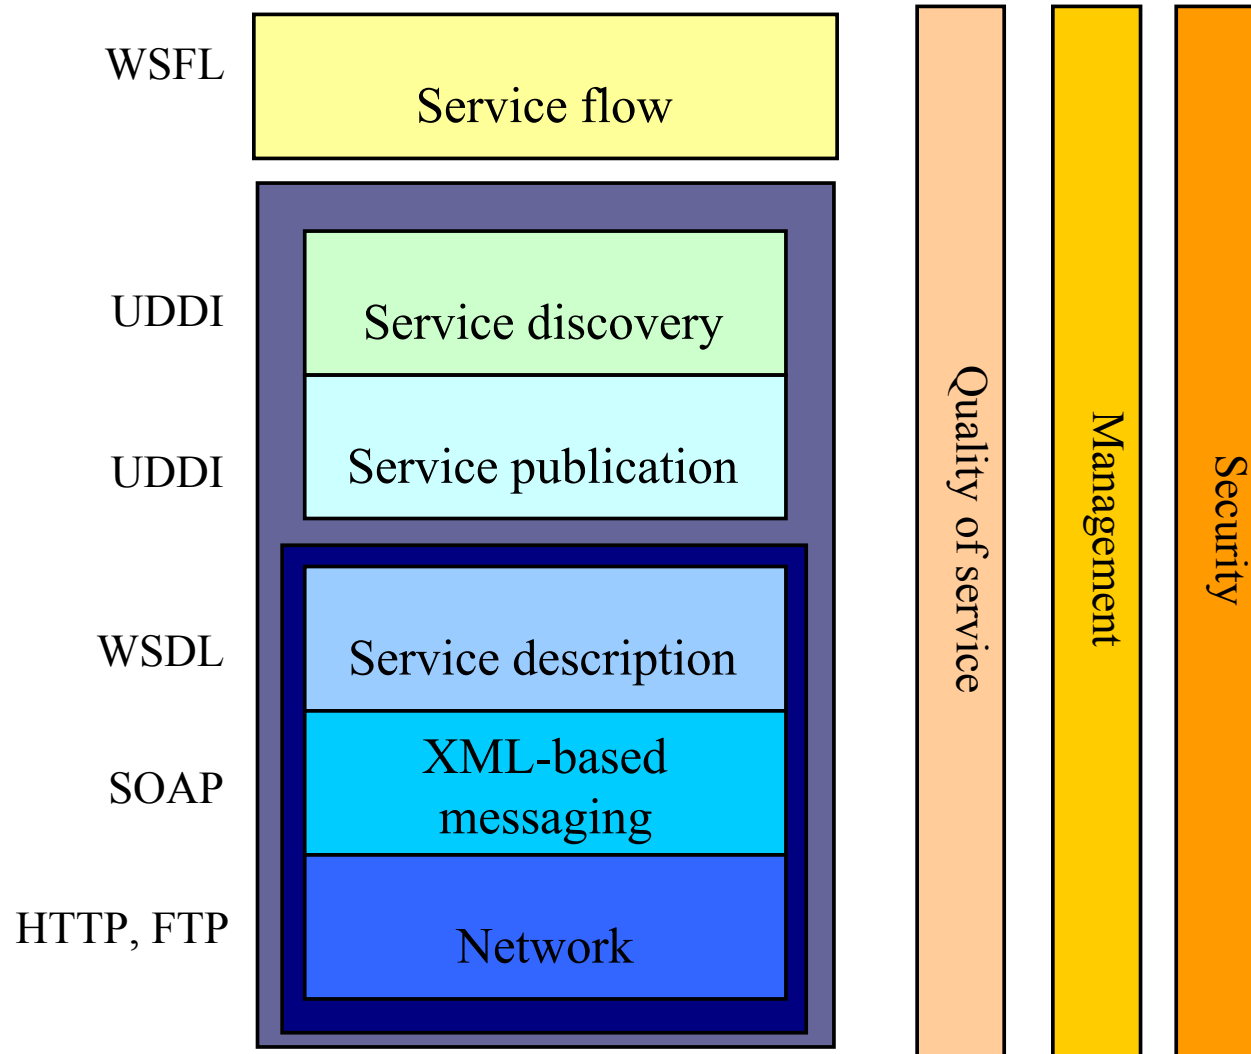 WSFL
Service flow
UDDI
Service discovery
UDDI
Service publication
WSDL
Service description
SOAP
XML-based
messaging
HTTP, FTP
Network
Quality of service
Management
Security